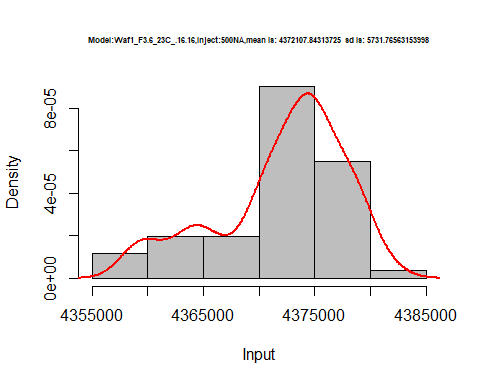 Model:Waf1_F3.6_23C_.16.16,Inject:500NA,mean is: 4372107.84313725 sd is: 5731.76563153998
Density
8e-05
4e-05
0e+00
4355000 4365000 4375000 4385000
Input